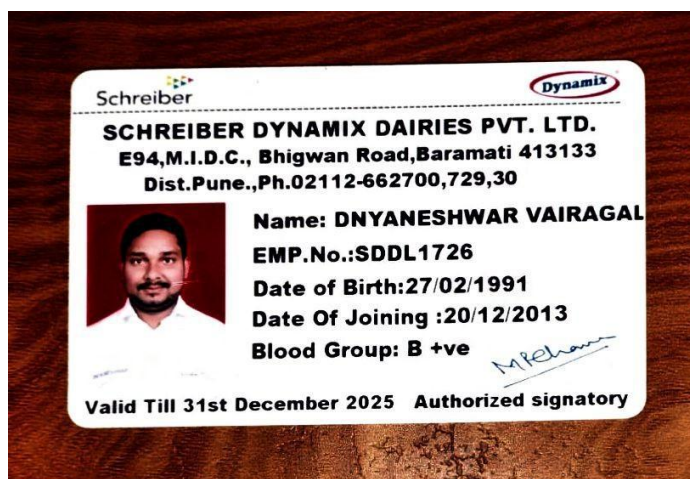 Schreiber Dynamix
SCHREIBER DYNAMIX DAIRIES PVT. LTD.
E94,M.I.D.C., Bhigwan Road,Baramati 413133
Dist.Pune.,Ph.02112-662700,729,30
Name: DNYANESHWAR VAIRAGAL
EMP.No.:SDDL1726
Date of Birth:27/02/1991
Date Of Joining :20/12/2013
Blood Group: B +ve
Valid Till 31st December 2025 Authorized signatory